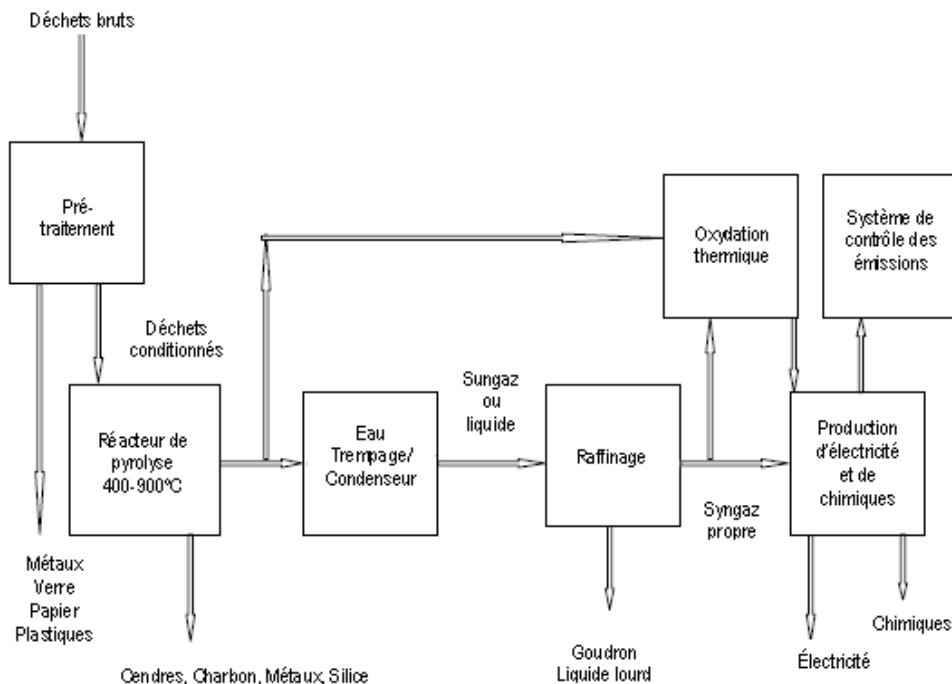 Déchets bruts
Pré-
traitement
Oxydation
thermique
Système de
contrôle des
émissions
Déchets
conditionnés
Sungaz
ou
liquide
Réacteur de
pyrolyse
400-900ºC
Eau
Trempage/
Condenseur
Raffinage
Production
d'électricité
et de
chimiques
Syngaz
propre
Métaux
Verre
Papier
Plastiques
Cendres, Charbon, Métaux, Silice
Goudron
Liquide lourd
Électricité
Chimiques